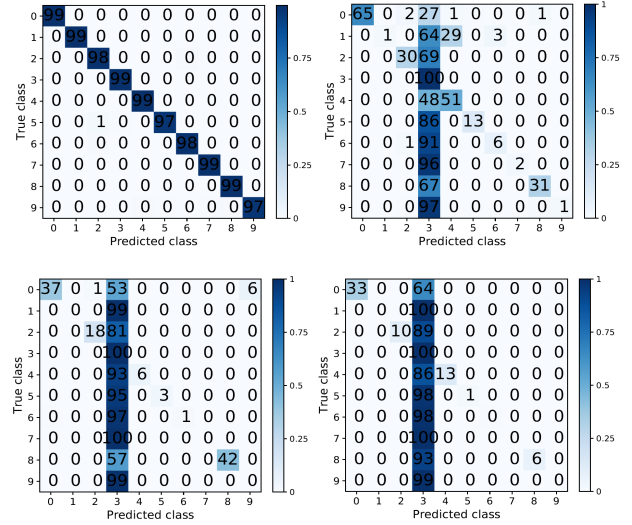 0 99 0 0 0 0 0 0 0 0 0
1 0 99 0 0 0 0 0 0 0 0
2 0 0 98 0 0 0 0 0 0 0
3 0 0 0 99 0 0 0 0 0 0
4 0 0 0 0 99 0 0 0 0 0
5 0 0 1 0 0 97 0 0 0 0
6 0 0 0 0 0 0 98 0 0 0
7 0 0 0 0 0 0 0 99 0 0
8 0 0 0 0 0 0 0 0 99 0
9 0 0 0 0 0 0 0 0 0 97
0 1 2 3 4 5 6 7 8 9
Predicted class
True class
0.75
0.5
0.25
0
0 65 0 2 27 1 0 0 0 1 0
1 0 1 0 64 29 0 3 0 0 0
2 0 0 30 69 0 0 0 0 0 0
3 0 0 0 100 0 0 0 0 0 0
4 0 0 0 48 51 0 0 0 0 0
5 0 0 0 86 0 13 0 0 0 0
6 0 0 1 91 0 0 6 0 0 0
7 0 0 0 96 0 0 0 2 0 0
8 0 0 0 67 0 0 0 0 31 0
9 0 0 0 97 0 0 0 0 0 1
0 1 2 3 4 5 6 7 8 9
Predicted class
True class
1
0.75
0.5
0.25
0
0 37 0 1 53 0 0 0 0 0 6
1 0 0 0 99 0 0 0 0 0 0
2 0 0 18 81 0 0 0 0 0 0
3 0 0 0 100 0 0 0 0 0 0
4 0 0 0 93 6 0 0 0 0 0
5 0 0 0 95 0 3 0 0 0 0
6 0 0 0 97 0 0 1 0 0 0
7 0 0 0 100 0 0 0 0 0 0
8 0 0 0 57 0 0 0 0 42 0
9 0 0 0 99 0 0 0 0 0 0
0 1 2 3 4 5 6 7 8 9
Predicted class
True class
1
0.75
0.5
0.25
0
0 33 0 0 64 0 0 0 0 0 0
1 0 0 0 100 0 0 0 0 0 0
2 0 0 10 89 0 0 0 0 0 0
3 0 0 0 100 0 0 0 0 0 0
4 0 0 0 86 13 0 0 0 0 0
5 0 0 0 98 0 1 0 0 0 0
6 0 0 0 98 0 0 0 0 0 0
7 0 0 0 100 0 0 0 0 0 0
8 0 0 0 93 0 0 0 0 6 0
9 0 0 0 99 0 0 0 0 0 0
0 1 2 3 4 5 6 7 8 9
Predicted class
True class
1
0.75
0.5
0.25
0